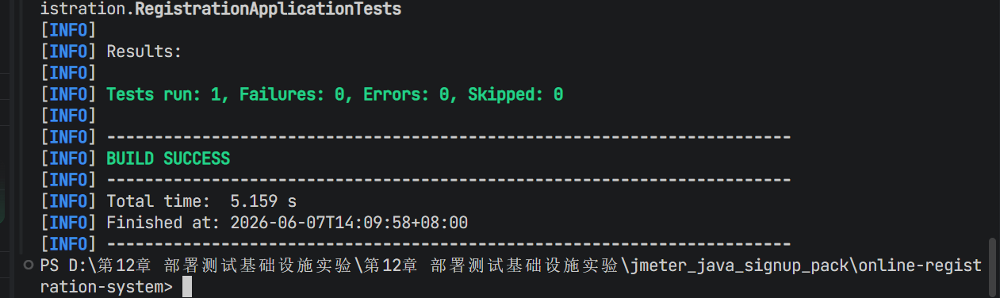 istration.RegistrationApplicationTests
[INFO]
[INFO] Results:
[INFO]
[INFO] Tests run: 1, Failures: 0, Errors: 0, Skipped: 0
[INFO]
[INFO] ------------------------------------------------------------------------
[INFO] BUILD SUCCESS
[INFO] ------------------------------------------------------------------------
[INFO] Total time:  5.159 s
[INFO] Finished at: 2026-06-07T14:09:58+08:00
[INFO] ------------------------------------------------------------------------
PS D:\第12章 部署测试基础设施实验\第12章 部署测试基础设施实验\jmeter_java_signup_pack\online-regist
ration-system>